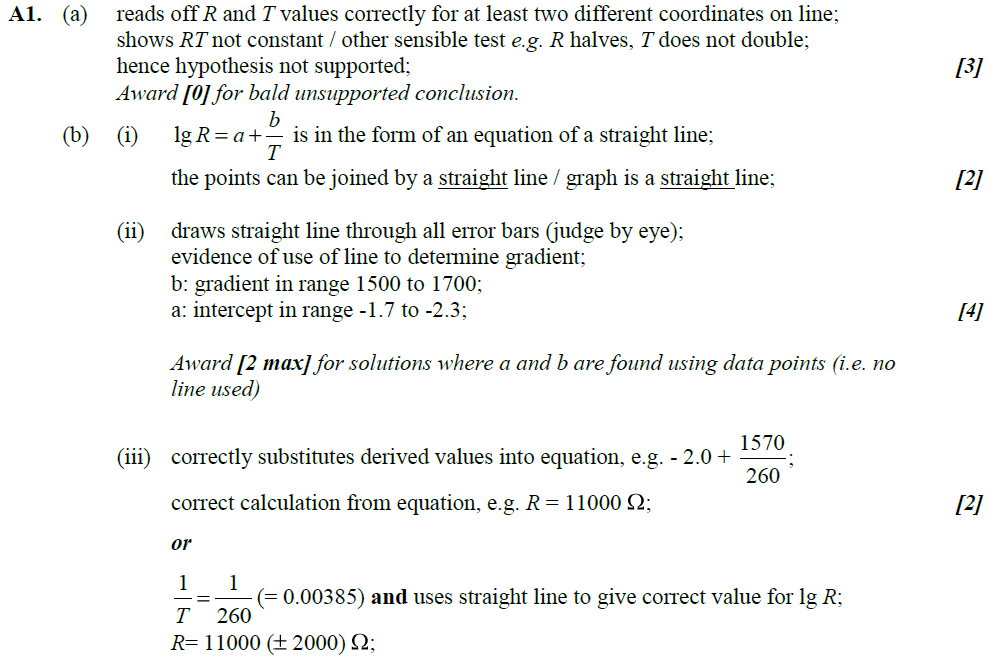 A1. (a) reads off R and T values correctly for at least two different coordinates on line;
shows RT not constant / other sensible test e.g. R halves, T does not double;
hence hypothesis not supported; [3]
Award [0] for bald unsupported conclusion.
(b) (i) lg R = a + b/T is in the form of an equation of a straight line;
the points can be joined by a straight line / graph is a straight line; [2]
(ii) draws straight line through all error bars (judge by eye);
evidence of use of line to determine gradient;
b: gradient in range 1500 to 1700;
a: intercept in range -1.7 to -2.3; [4]
Award [2 max] for solutions where a and b are found using data points (i.e. no
line used)
(iii) correctly substitutes derived values into equation, e.g. - 2.0 + 1570/260;
correct calculation from equation, e.g. R = 11000 Ω; [2]
or
1/T = 1/260 (= 0.00385) and uses straight line to give correct value for lg R;
R= 11000 (± 2000) Ω;